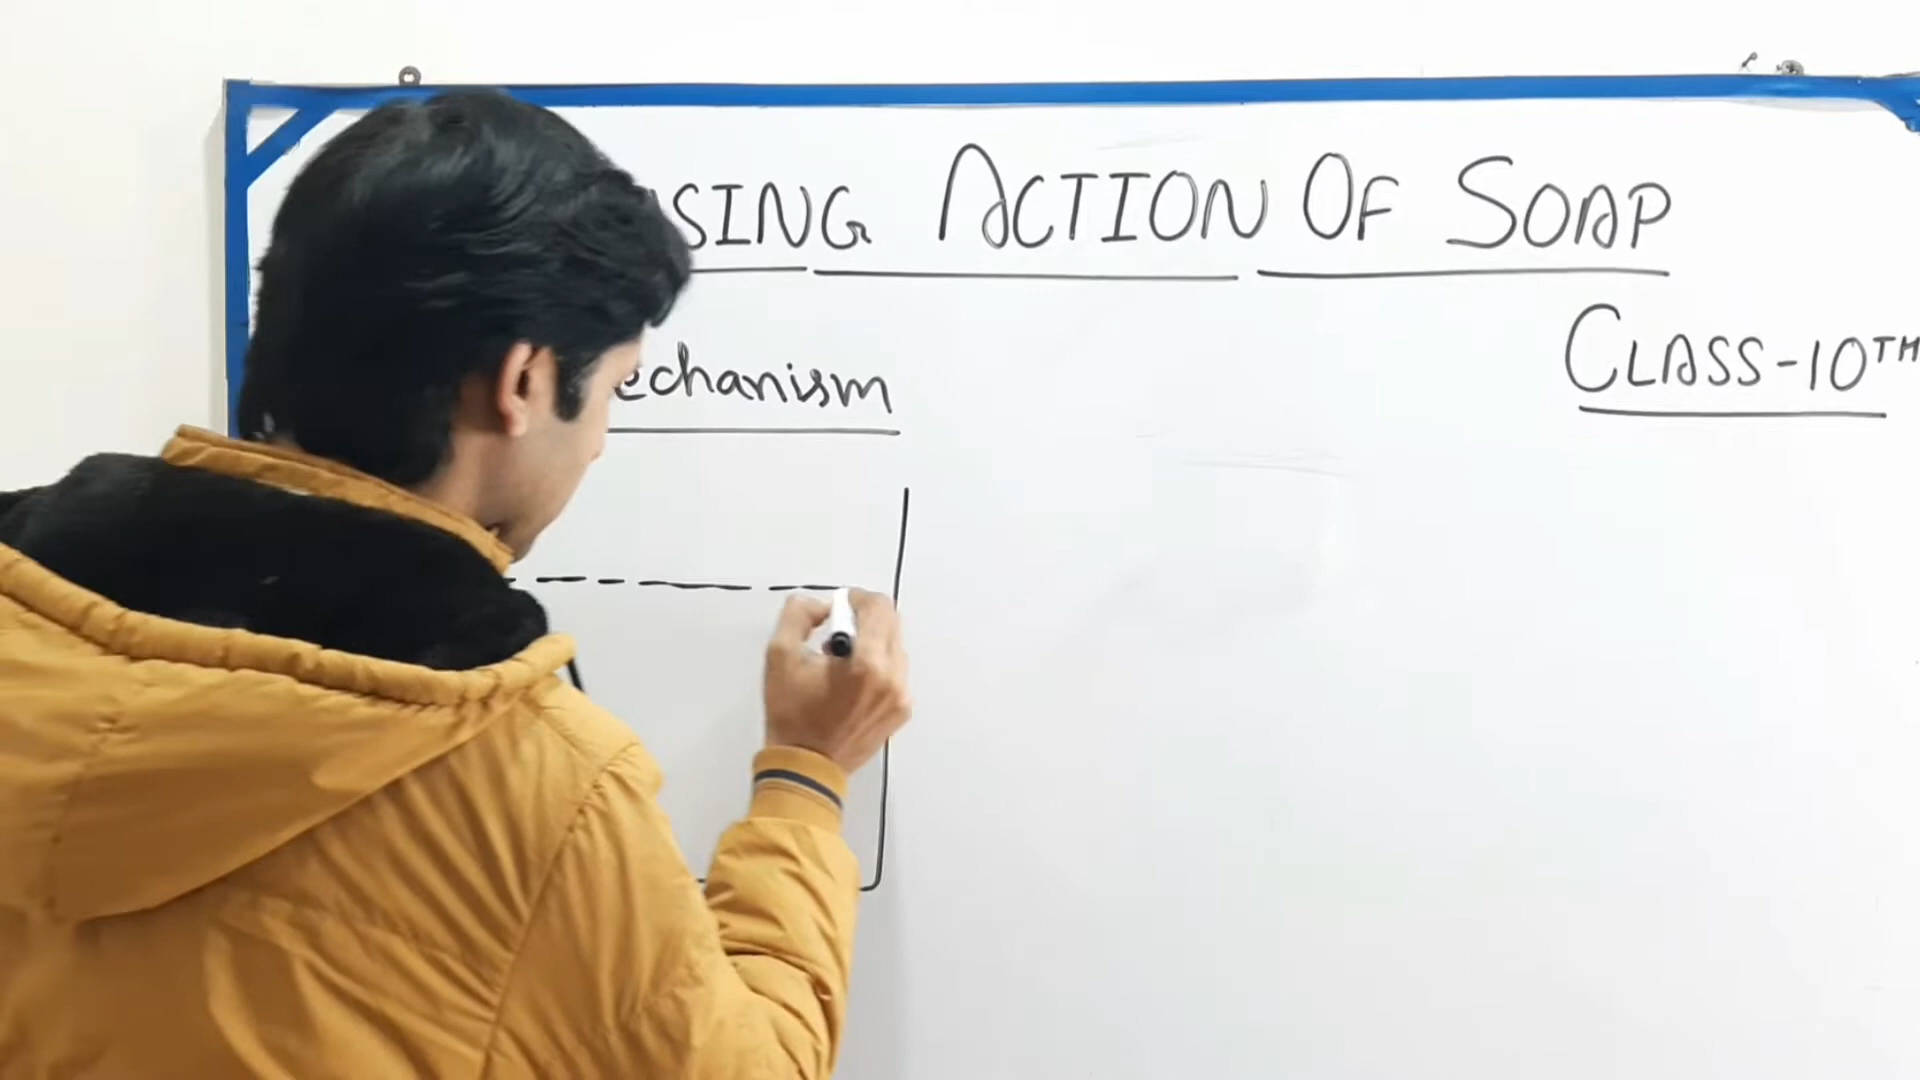 SING ACTION OF SOAP
CLASS-10TH
echanism